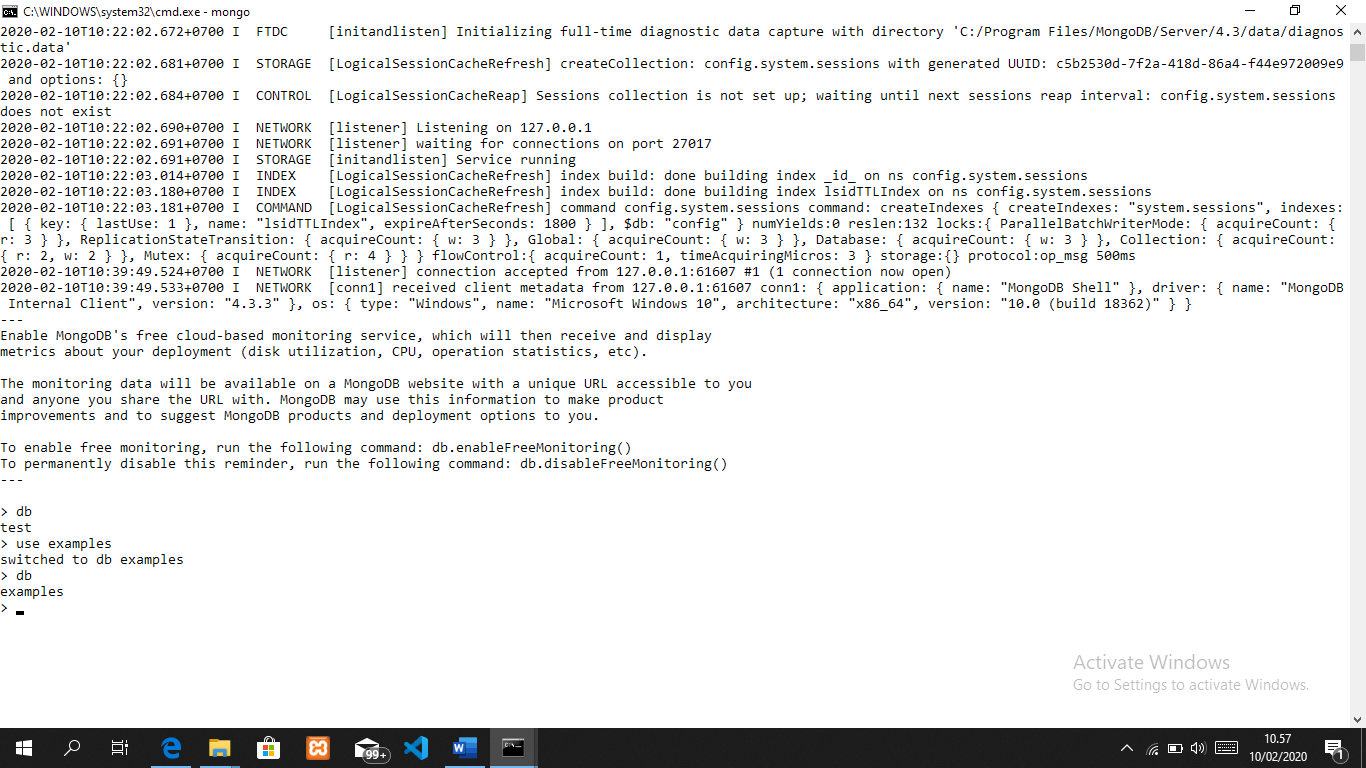 C:\WINDOWS\system32\cmd.exe - mongo
2020-02-10T10:22:02.672+0700 I  FTDC     [initandlisten] Initializing full-time diagnostic data capture with directory 'C:/Program Files/MongoDB/Server/4.3/data/diagnos
tic.data'
2020-02-10T10:22:02.681+0700 I  STORAGE  [LogicalSessionCacheRefresh] createCollection: config.system.sessions with generated UUID: c5b2530d-7f2a-418d-86a4-f44e972009e9
 and options: {}
2020-02-10T10:22:02.684+0700 I  CONTROL  [LogicalSessionCacheReap] Sessions collection is not set up; waiting until next sessions reap interval: config.system.sessions
does not exist
2020-02-10T10:22:02.690+0700 I  NETWORK  [listener] Listening on 127.0.0.1
2020-02-10T10:22:02.691+0700 I  NETWORK  [listener] waiting for connections on port 27017
2020-02-10T10:22:02.691+0700 I  STORAGE  [initandlisten] Service running
2020-02-10T10:22:03.014+0700 I  INDEX    [LogicalSessionCacheRefresh] index build: done building index _id_ on ns config.system.sessions
2020-02-10T10:22:03.180+0700 I  INDEX    [LogicalSessionCacheRefresh] index build: done building index lsidTTLIndex on ns config.system.sessions
2020-02-10T10:22:03.181+0700 I  COMMAND  [LogicalSessionCacheRefresh] command config.system.sessions command: createIndexes { createIndexes: "system.sessions", indexes:
 [ { key: { lastUse: 1 }, name: "lsidTTLIndex", expireAfterSeconds: 1800 } ], $db: "config" } numYields:0 reslen:132 locks:{ ParallelBatchWriterMode: { acquireCount: {
r: 3 } }, ReplicationStateTransition: { acquireCount: { w: 3 } }, Global: { acquireCount: { w: 3 } }, Database: { acquireCount: { w: 3 } }, Collection: { acquireCount:
{ r: 2, w: 2 } }, Mutex: { acquireCount: { r: 4 } } } flowControl:{ acquireCount: 1, timeAcquiringMicros: 3 } storage:{} protocol:op_msg 500ms
2020-02-10T10:39:49.524+0700 I  NETWORK  [listener] connection accepted from 127.0.0.1:61607 #1 (1 connection now open)
2020-02-10T10:39:49.533+0700 I  NETWORK  [conn1] received client metadata from 127.0.0.1:61607 conn1: { application: { name: "MongoDB Shell" }, driver: { name: "MongoDB
 Internal Client", version: "4.3.3" }, os: { type: "Windows", name: "Microsoft Windows 10", architecture: "x86_64", version: "10.0 (build 18362)" } }
---
Enable MongoDB's free cloud-based monitoring service, which will then receive and display
metrics about your deployment (disk utilization, CPU, operation statistics, etc).
The monitoring data will be available on a MongoDB website with a unique URL accessible to you
and anyone you share the URL with. MongoDB may use this information to make product
improvements and to suggest MongoDB products and deployment options to you.
To enable free monitoring, run the following command: db.enableFreeMonitoring()
To permanently disable this reminder, run the following command: db.disableFreeMonitoring()
---
> db
test
> use examples
switched to db examples
> db
examples
>
Activate Windows
Go to Settings to activate Windows.
99+
10.57
10/02/2020
1